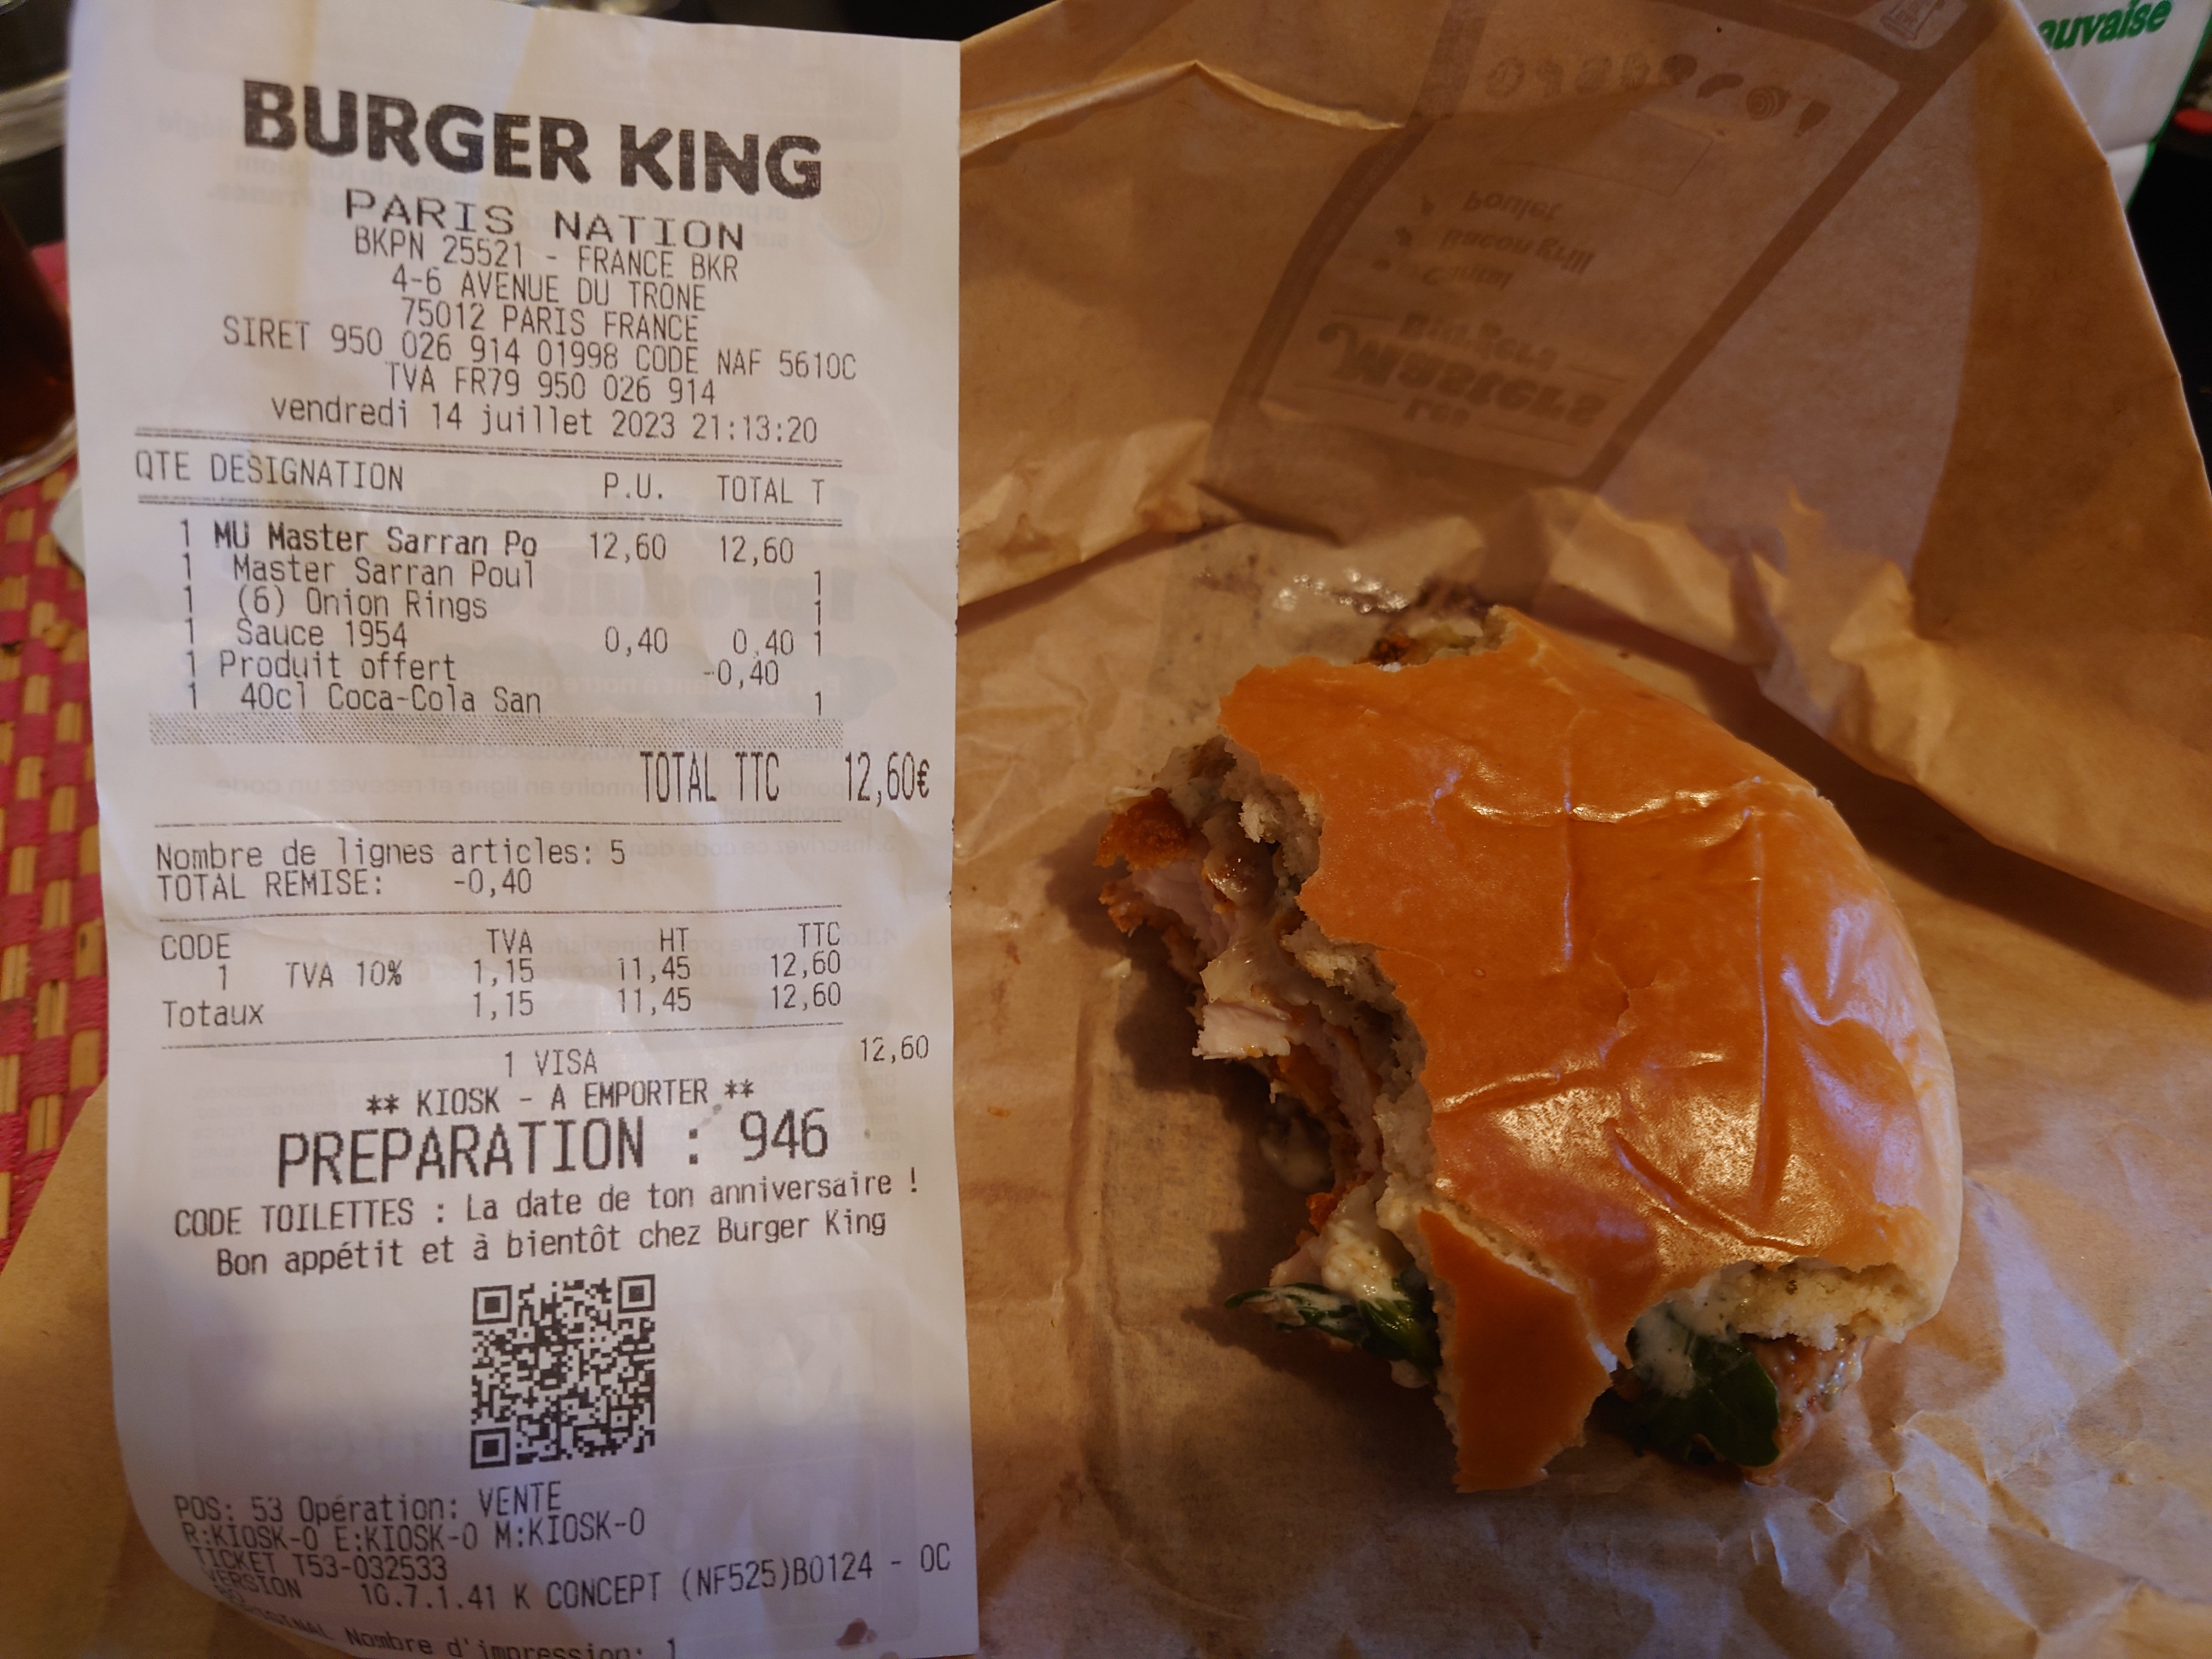 BURGER KING
PARIS NATION
BKPN 25521 - FRANCE BKR
4-6 AVENUE DU TRONE
75012 PARIS FRANCE
SIRET 950 026 914 01998 CODE NAF 5610C
TVA FR79 950 026 914
vendredi 14 juillet 2023 21:13:20
QTE DESIGNATION P.U. TOTAL T
1 MU Master Sarran Po 12,60 12,60
1 Master Sarran Poul 1
1 (6) Onion Rings 1
1 Sauce 1954 0,40 0,40 1
1 Produit offert -0,40
1 40cl Coca-Cola San 1
TOTAL TTC 12,60€
Nombre de lignes articles: 5
TOTAL REMISE: -0,40
CODE TVA HT TTC
1 TVA 10% 1,15 11,45 12,60
Totaux 1,15 11,45 12,60
1 VISA 12,60
** KIOSK - A EMPORTER **
PREPARATION : 946
CODE TOILETTES : La date de ton anniversaire !
Bon appétit et à bientôt chez Burger King
POS: 53 Opération: VENTE
R:KIOSK-O E:KIOSK-O M:KIOSK-O
TICKET T53-032533
VERSION 10.7.1.41 K CONCEPT (NF525)B0124 - OC
Nombre d'impression: 1
auvaise
Les
Masters
Burgers
Bacon grill
Poulet